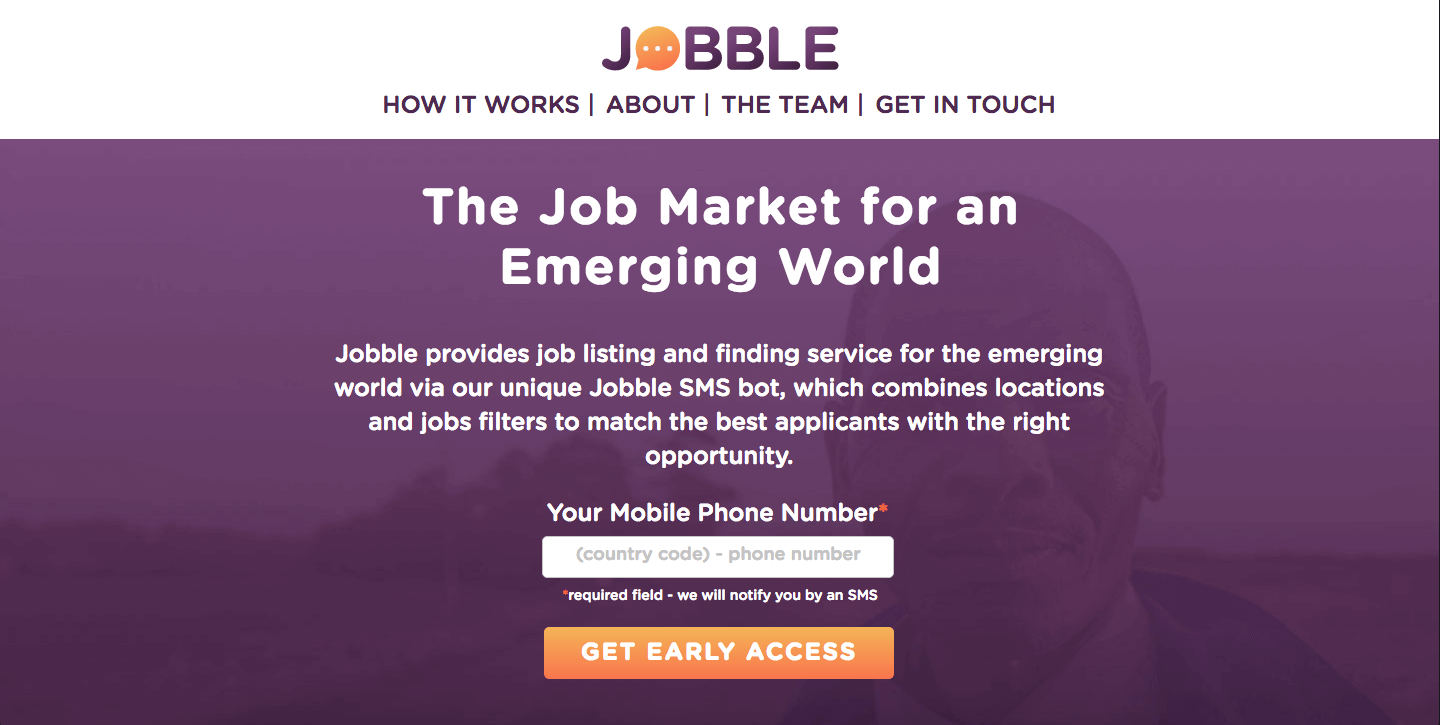 JOBBLE
HOW IT WORKS | ABOUT | THE TEAM | GET IN TOUCH
The Job Market for an
Emerging World
Jobble provides job listing and finding service for the emerging
world via our unique Jobble SMS bot, which combines locations
and jobs filters to match the best applicants with the right
opportunity.
Your Mobile Phone Number*
(country code) - phone number
*required field - we will notify you by an SMS
GET EARLY ACCESS